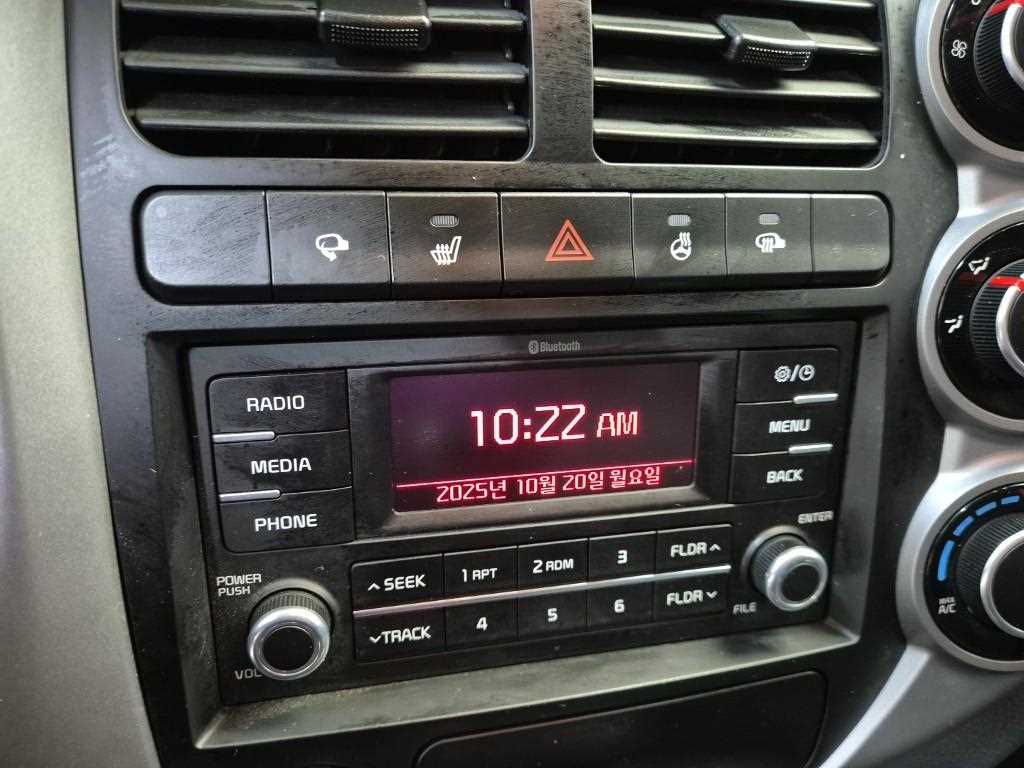 Bluetooth
RADIO
MEDIA
PHONE
10:22 AM
2025년 10월 20일 월요일
MENU
BACK
POWER
PUSH
VOL
∧ SEEK
1 RPT
2 RDM
3
FLDR ∧
∨TRACK
4
5
6
FLDR ∨
ENTER
FILE
MAX
A/C